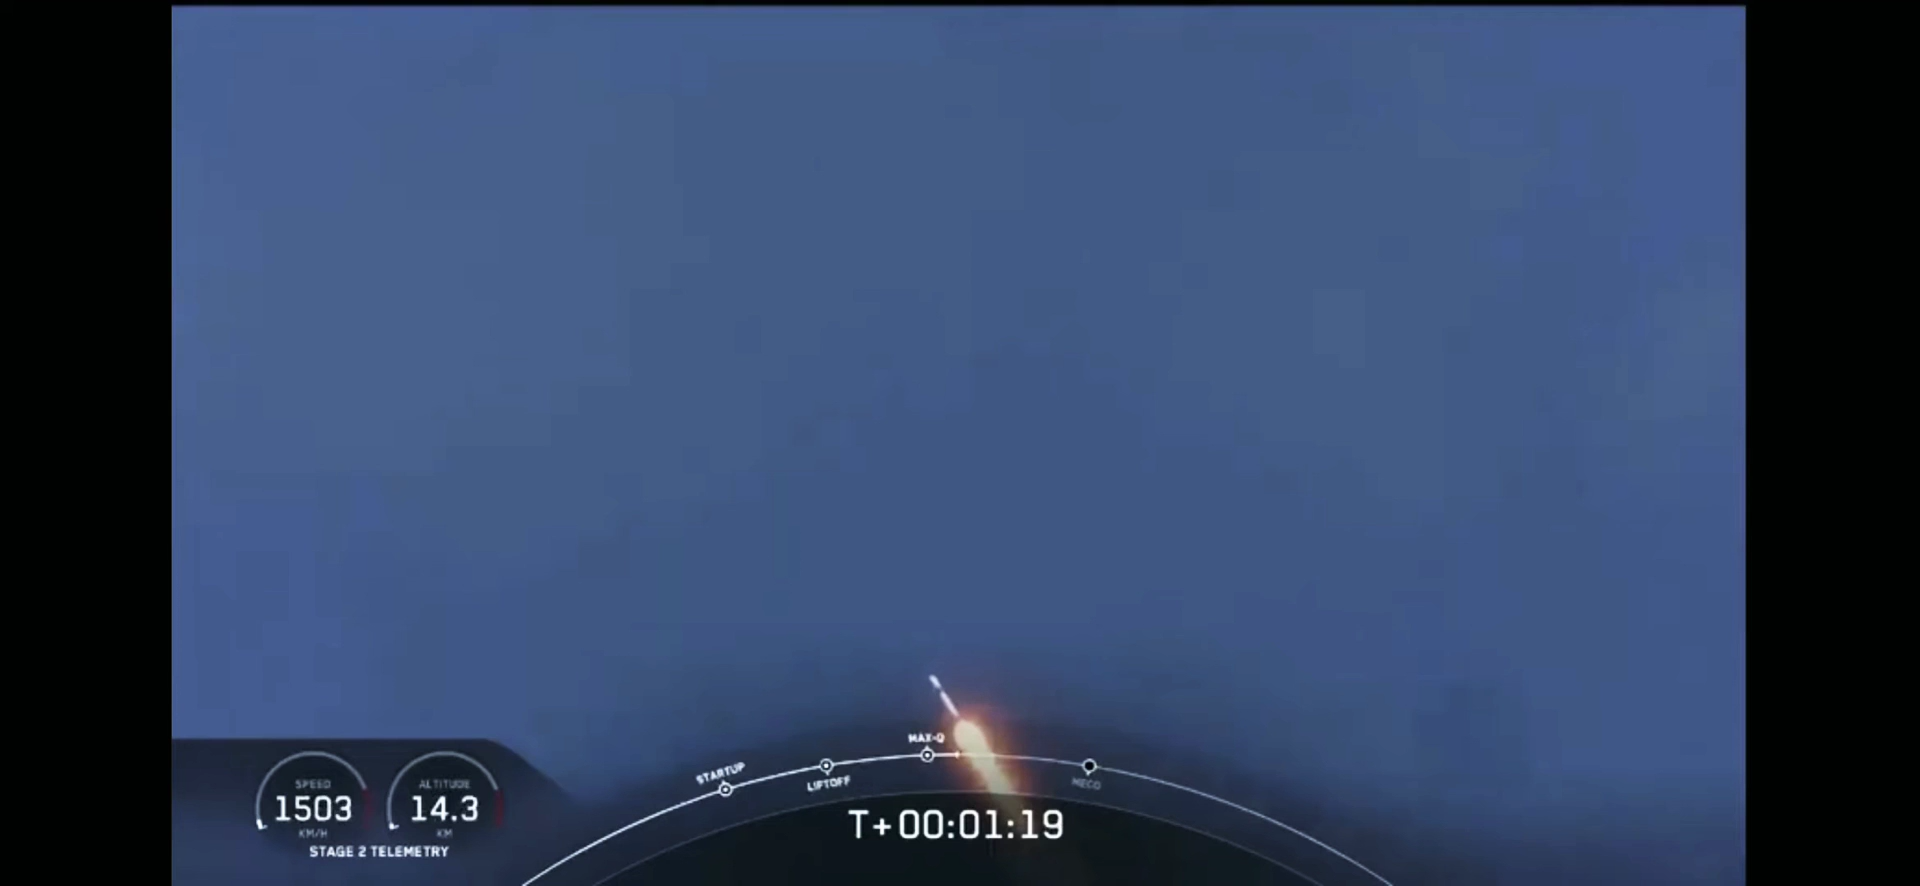 STARTUP
LIFTOFF
MAX-Q
MECO
SPEED
1503
KM/H
ALTITUDE
14.3
KM
STAGE 2 TELEMETRY
T+00:01:19